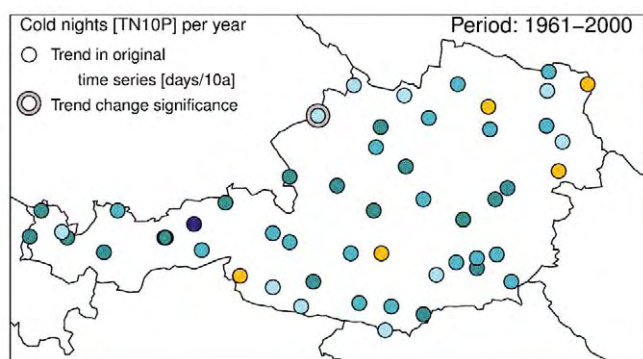 Cold nights [TN10P] per year
Period: 1961−2000
Trend in original
time series [days/10a]
Trend change significance